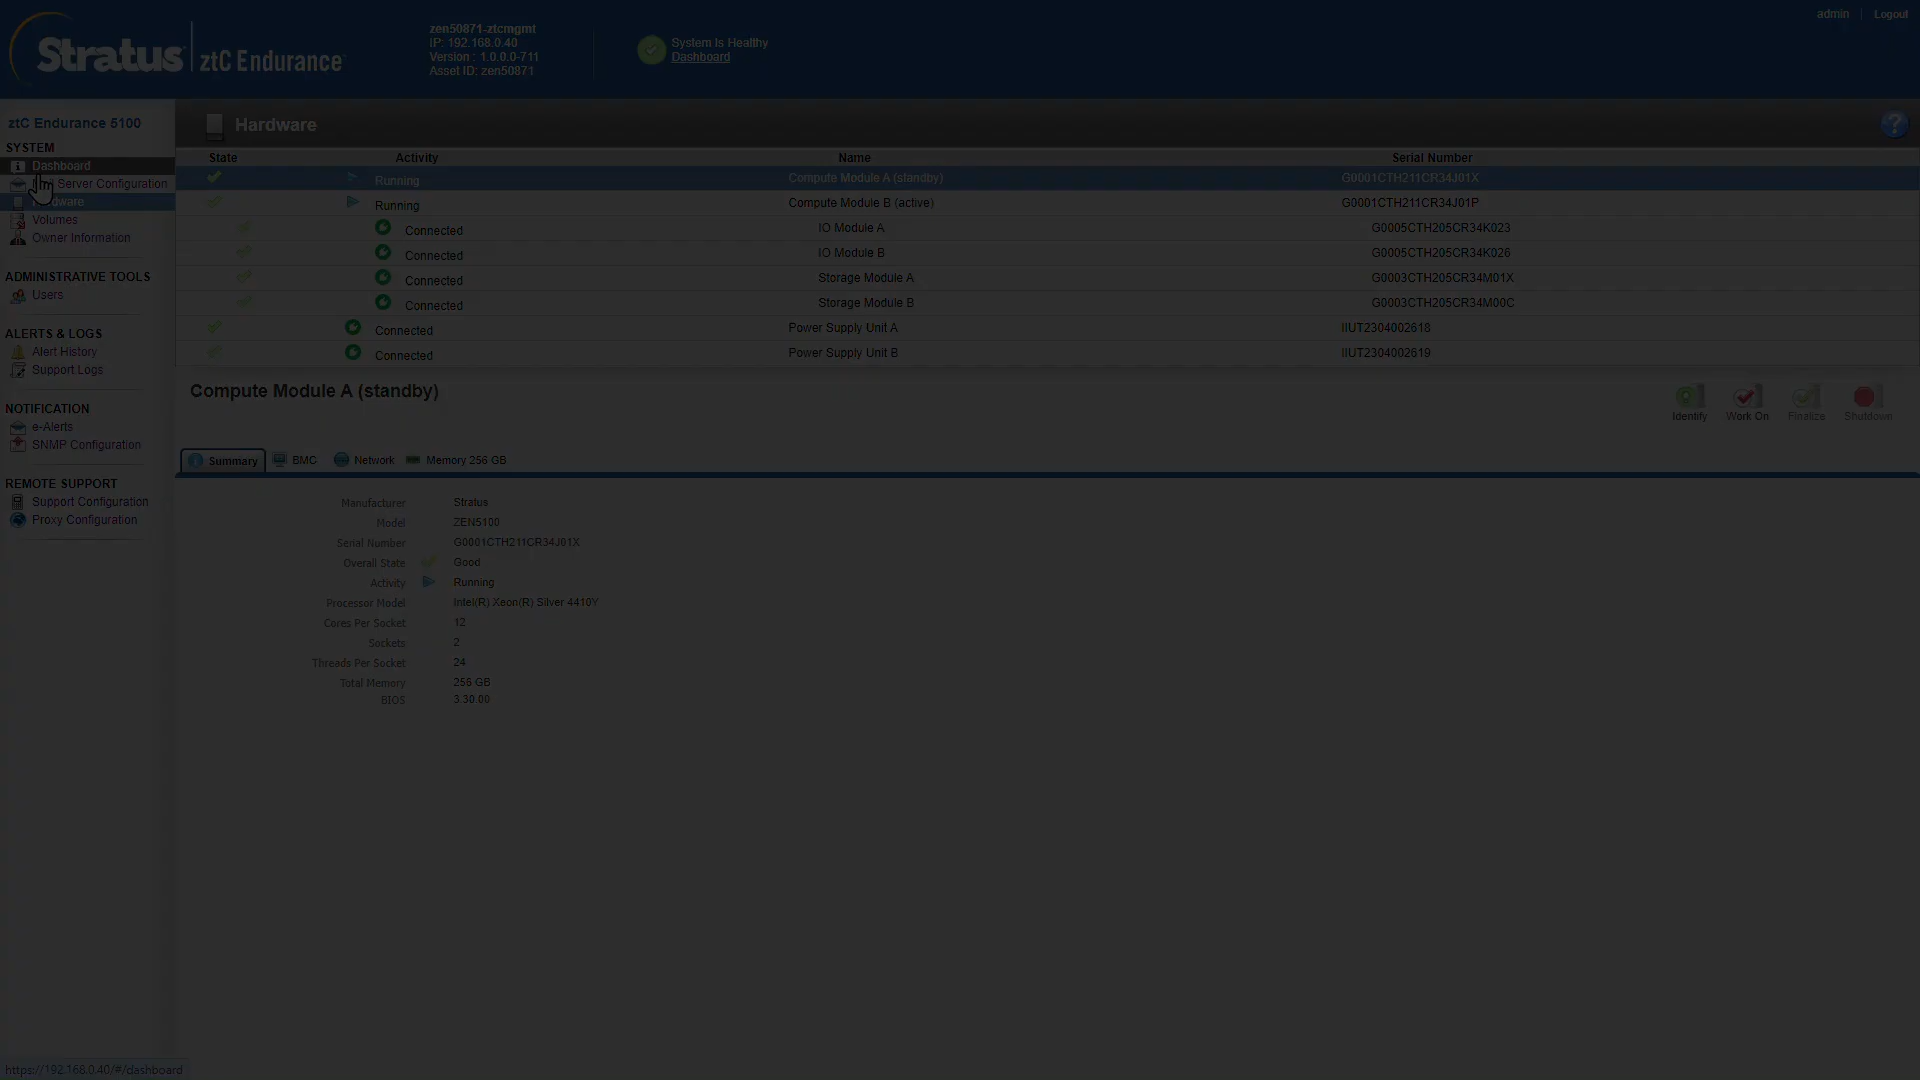 Stratus ztC Endurance
zen50871-ztcmgmt
IP: 192.168.0.40
Version : 1.0.0.0-711
Asset ID: zen50871
System Is Healthy
Dashboard
admin Logout
ztC Endurance 5100
SYSTEM
Dashboard
Server Configuration
Volumes
Owner Information
ADMINISTRATIVE TOOLS
Users
ALERTS & LOGS
Alert History
Support Logs
NOTIFICATION
e-Alerts
SNMP Configuration
REMOTE SUPPORT
Support Configuration
Proxy Configuration
Hardware
?
State Activity Name Serial Number
Running Compute Module A (standby) G0001CTH211CR34J01X
Running Compute Module B (active) G0001CTH211CR34J01P
Connected IO Module A G0005CTH205CR34K023
Connected IO Module B G0005CTH205CR34K026
Connected Storage Module A G0003CTH205CR34M01X
Connected Storage Module B G0003CTH205CR34M00C
Connected Power Supply Unit A IIUT2304002618
Connected Power Supply Unit B IIUT2304002619
Compute Module A (standby)
Identify Work On Finalize Shutdown
Summary BMC Network Memory 256 GB
Manufacturer Stratus
Model ZEN5100
Serial Number G0001CTH211CR34J01X
Overall State Good
Activity Running
Processor Model Intel(R) Xeon(R) Silver 4410Y
Cores Per Socket 12
Sockets 2
Threads Per Socket 24
Total Memory 256 GB
BIOS 3.30.00
https://192.168.0.40/#/dashboard